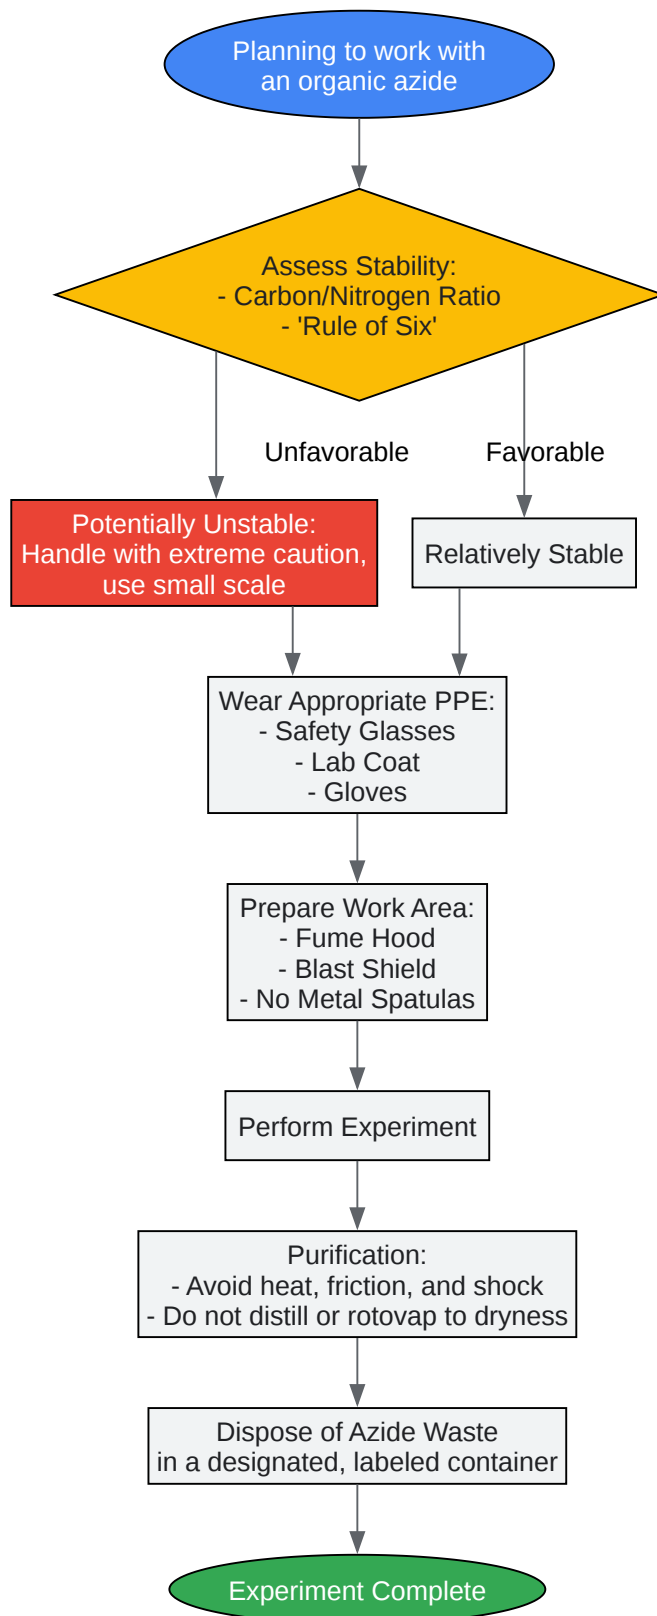 Planning to work with
an organic azide
Assess Stability:
- Carbon/Nitrogen Ratio
- 'Rule of Six'
Unfavorable
Favorable
Potentially Unstable:
Handle with extreme caution,
use small scale
Relatively Stable
Wear Appropriate PPE:
- Safety Glasses
- Lab Coat
- Gloves
Prepare Work Area:
- Fume Hood
- Blast Shield
- No Metal Spatulas
Perform Experiment
Purification:
- Avoid heat, friction, and shock
- Do not distill or rotovap to dryness
Dispose of Azide Waste
in a designated, labeled container
Experiment Complete